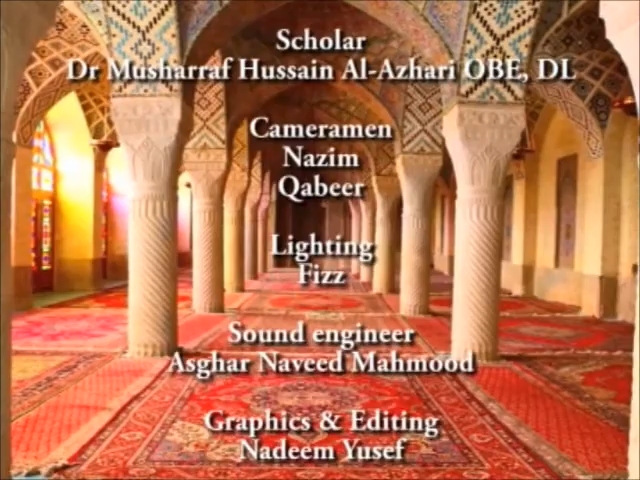 Scholar
Dr Musharraf Hussain Al-Azhari OBE, DL
Cameramen
Nazim
Qabeer
Lighting
Fizz
Sound engineer
Asghar Naveed Mahmood
Graphics & Editing
Nadeem Yusef